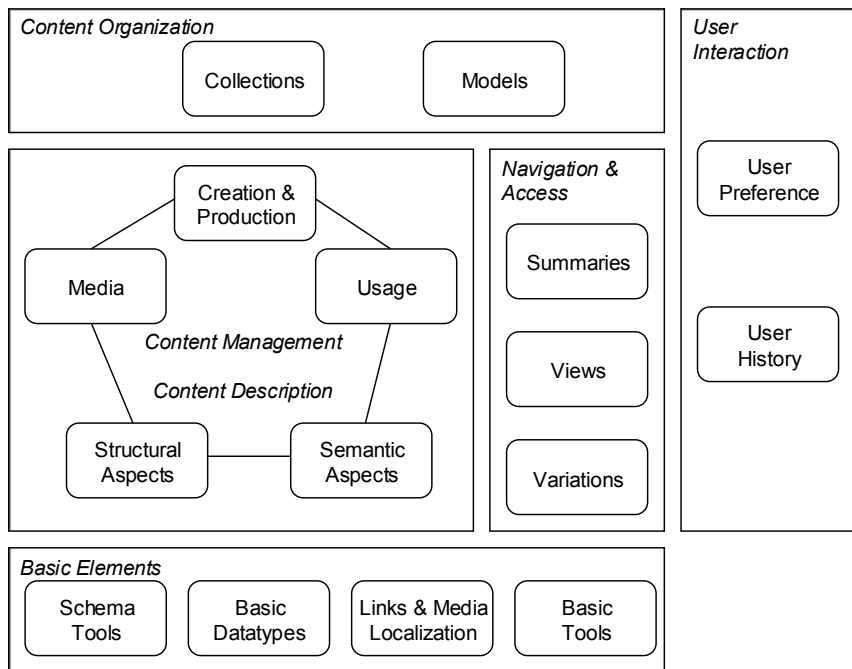 Content Organization
Collections
Models
User
Interaction
User
Preference
User
History
Creation &
Production
Media
Usage
Content Management
Content Description
Structural
Aspects
Semantic
Aspects
Navigation &
Access
Summaries
Views
Variations
Basic Elements
Schema
Tools
Basic
Datatypes
Links & Media
Localization
Basic
Tools